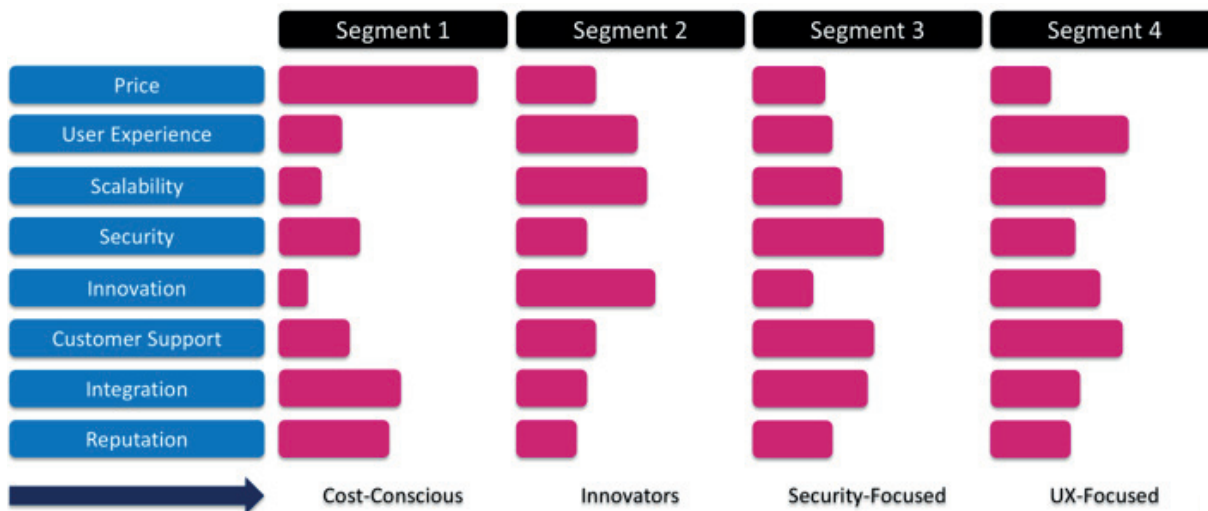 Segment 1 Segment 2 Segment 3 Segment 4
Price
User Experience
Scalability
Security
Innovation
Customer Support
Integration
Reputation
Cost-Conscious Innovators Security-Focused UX-Focused